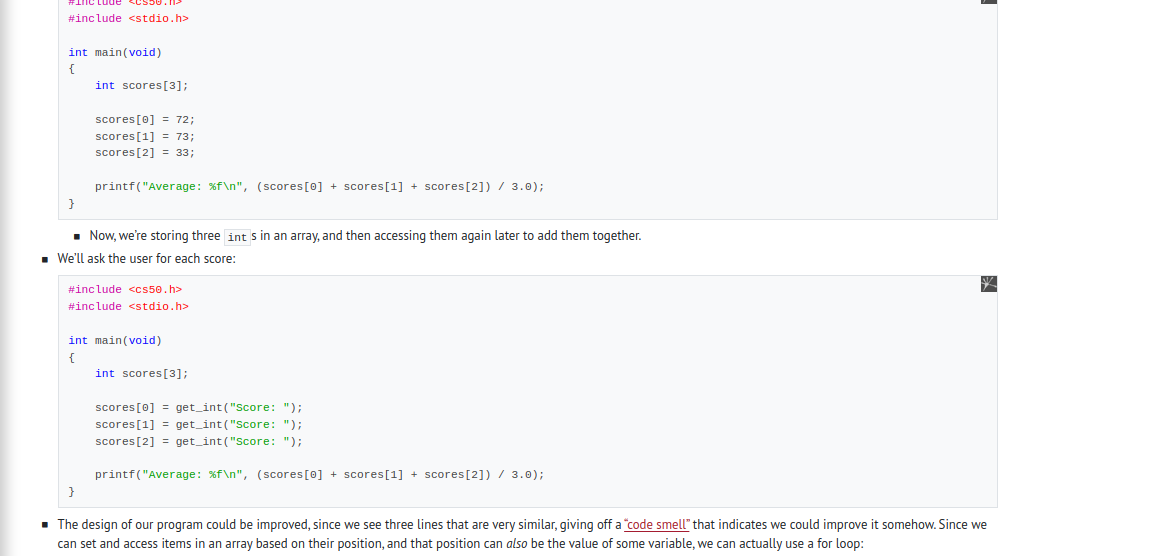 #include <cs50.h>
#include <stdio.h>
int main(void)
{
    int scores[3];
    scores[0] = 72;
    scores[1] = 73;
    scores[2] = 33;
    printf("Average: %f\n", (scores[0] + scores[1] + scores[2]) / 3.0);
}
Now, we’re storing three int s in an array, and then accessing them again later to add them together.
We’ll ask the user for each score:
#include <cs50.h>
#include <stdio.h>
int main(void)
{
    int scores[3];
    scores[0] = get_int("Score: ");
    scores[1] = get_int("Score: ");
    scores[2] = get_int("Score: ");
    printf("Average: %f\n", (scores[0] + scores[1] + scores[2]) / 3.0);
}
The design of our program could be improved, since we see three lines that are very similar, giving off a “code smell” that indicates we could improve it somehow. Since we
can set and access items in an array based on their position, and that position can also be the value of some variable, we can actually use a for loop: